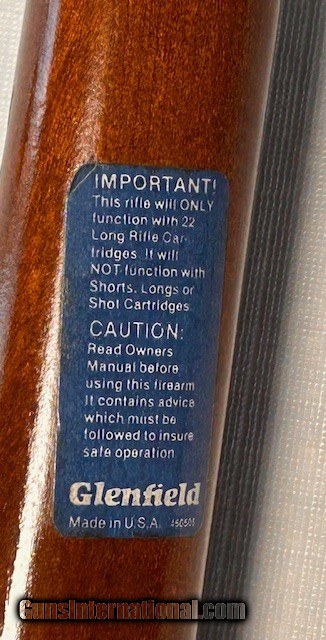 IMPORTANT!
This rifle will ONLY
function with 22
Long Rifle Car-
tridges. It will
NOT function with
Shorts, Longs or
Shot Cartridges.
CAUTION:
Read Owners
Manual before
using this firearm.
It contains advice
which must be
followed to insure
safe operation.
Glenfield
Made in U.S.A.
GunsInternational.com